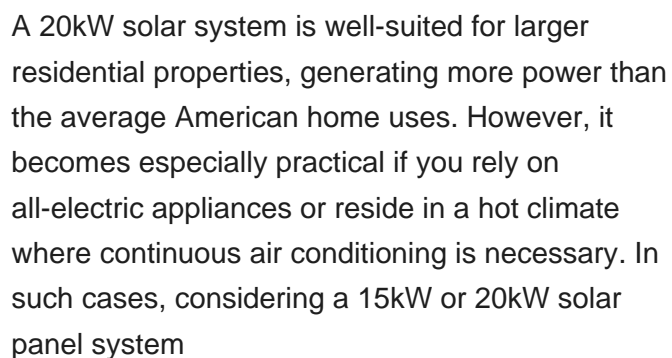 A 20kW solar system is well-suited for larger
residential properties, generating more power than
the average American home uses. However, it
becomes especially practical if you rely on
all-electric appliances or reside in a hot climate
where continuous air conditioning is necessary. In
such cases, considering a 15kW or 20kW solar
panel system